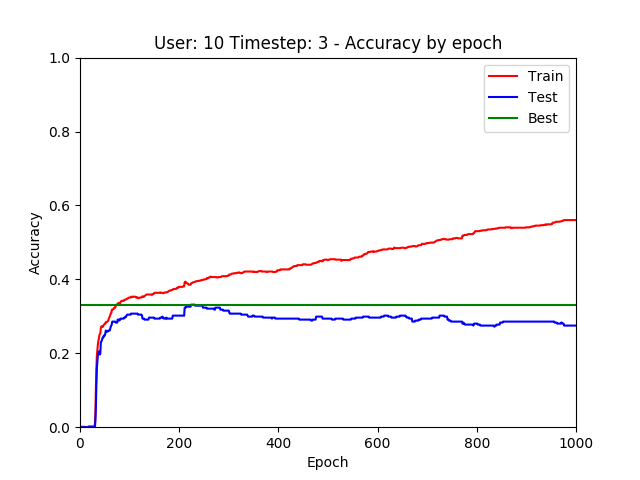 User: 10 Timestep: 3 - Accuracy by epoch
Train
Test
Best
Accuracy
1.0
0.8
0.6
0.4
0.2
0.0
0 200 400 600 800 1000
Epoch